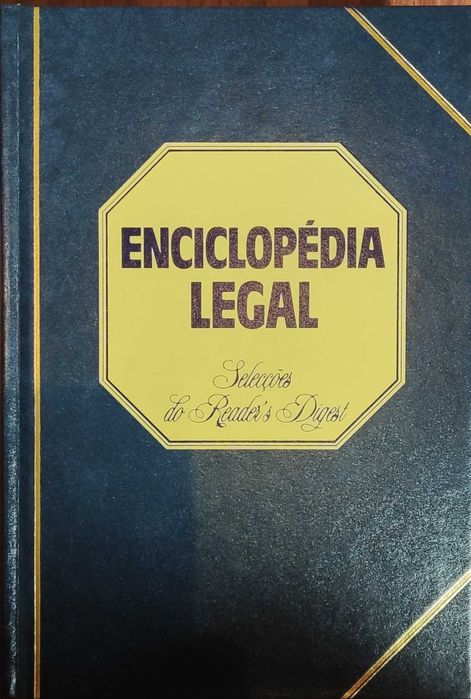 ENCICLOPÉDIA
LEGAL
Selecções
do Reader's Digest